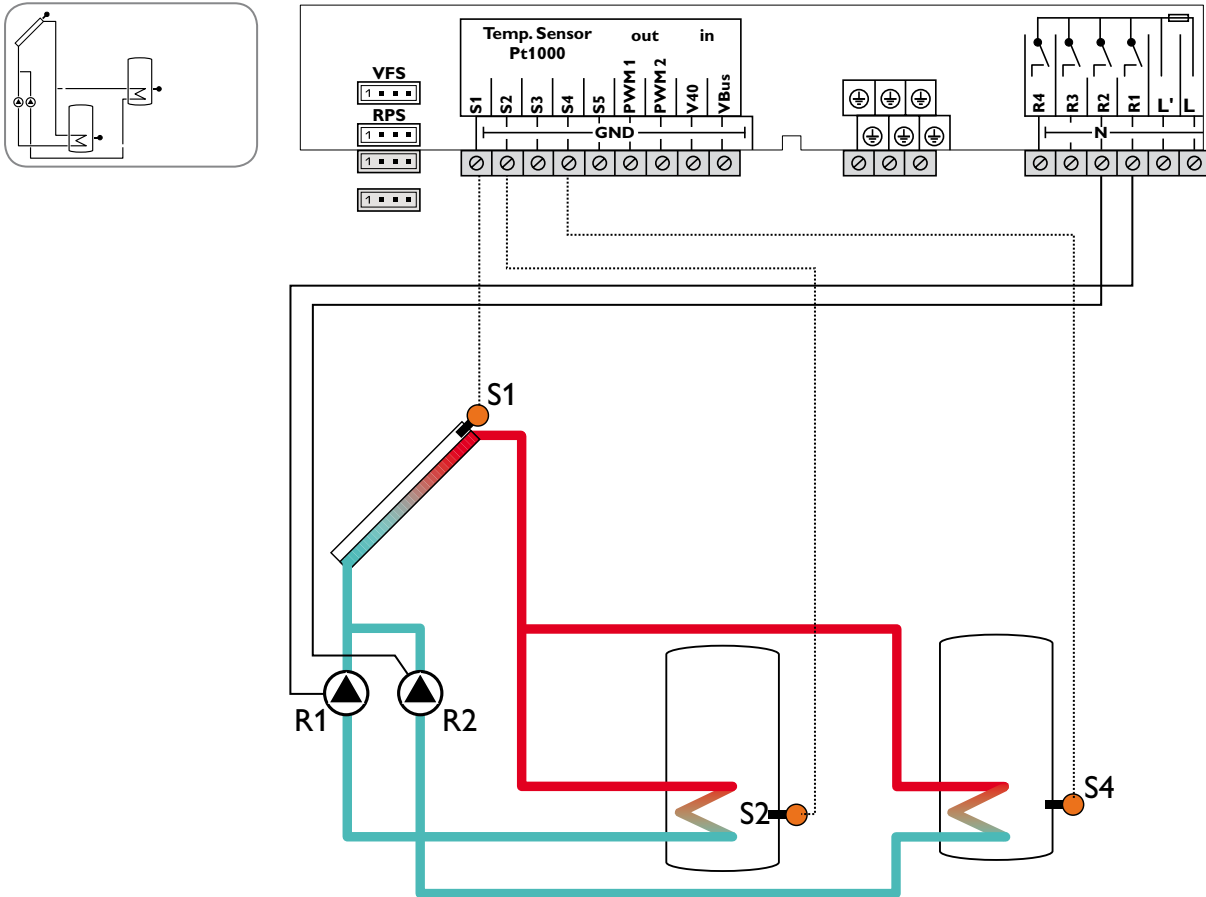 Temp. Sensor
Pt1000
out
in
VFS
1
RPS
1
1
1
S1
S2
S3
S4
S5
PWM 1
PWM 2
V40
VBus
GND
R4
R3
R2
R1
L'
L
N
S1
R1
R2
S2
S4